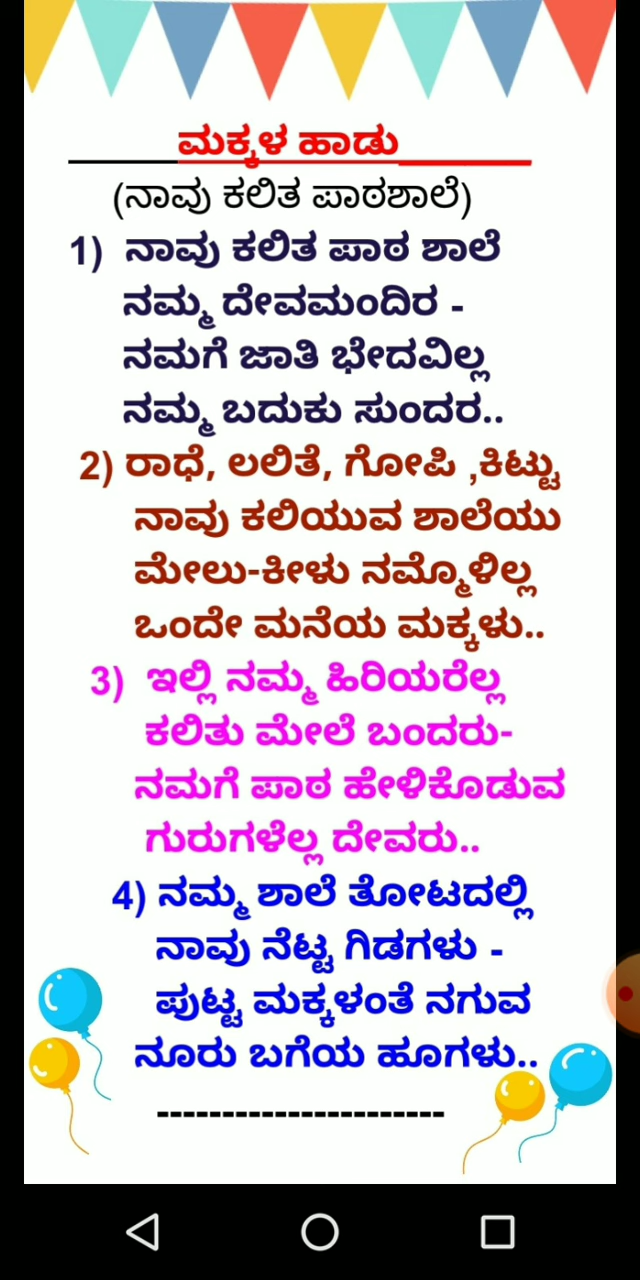 ಮಕ್ಕಳ ಹಾಡು
(ನಾವು ಕಲಿತ ಪಾಠಶಾಲೆ)
1) ನಾವು ಕಲಿತ ಪಾಠ ಶಾಲೆ
ನಮ್ಮ ದೇವಮಂದಿರ -
ನಮಗೆ ಜಾತಿ ಭೇದವಿಲ್ಲ
ನಮ್ಮ ಬದುಕು ಸುಂದರ..
2) ರಾಧೆ, ಲಲಿತೆ, ಗೋಪಿ ,ಕಿಟ್ಟು
ನಾವು ಕಲಿಯುವ ಶಾಲೆಯು
ಮೇಲು-ಕೀಳು ನಮ್ಮೊಳಿಲ್ಲ
ಒಂದೇ ಮನೆಯ ಮಕ್ಕಳು..
3) ಇಲ್ಲಿ ನಮ್ಮ ಹಿರಿಯರೆಲ್ಲ
ಕಲಿತು ಮೇಲೆ ಬಂದರು-
ನಮಗೆ ಪಾಠ ಹೇಳಿಕೊಡುವ
ಗುರುಗಳೆಲ್ಲ ದೇವರು..
4) ನಮ್ಮ ಶಾಲೆ ತೋಟದಲ್ಲಿ
ನಾವು ನೆಟ್ಟ ಗಿಡಗಳು -
ಪುಟ್ಟ ಮಕ್ಕಳಂತೆ ನಗುವ
ನೂರು ಬಗೆಯ ಹೂಗಳು..
----------------------